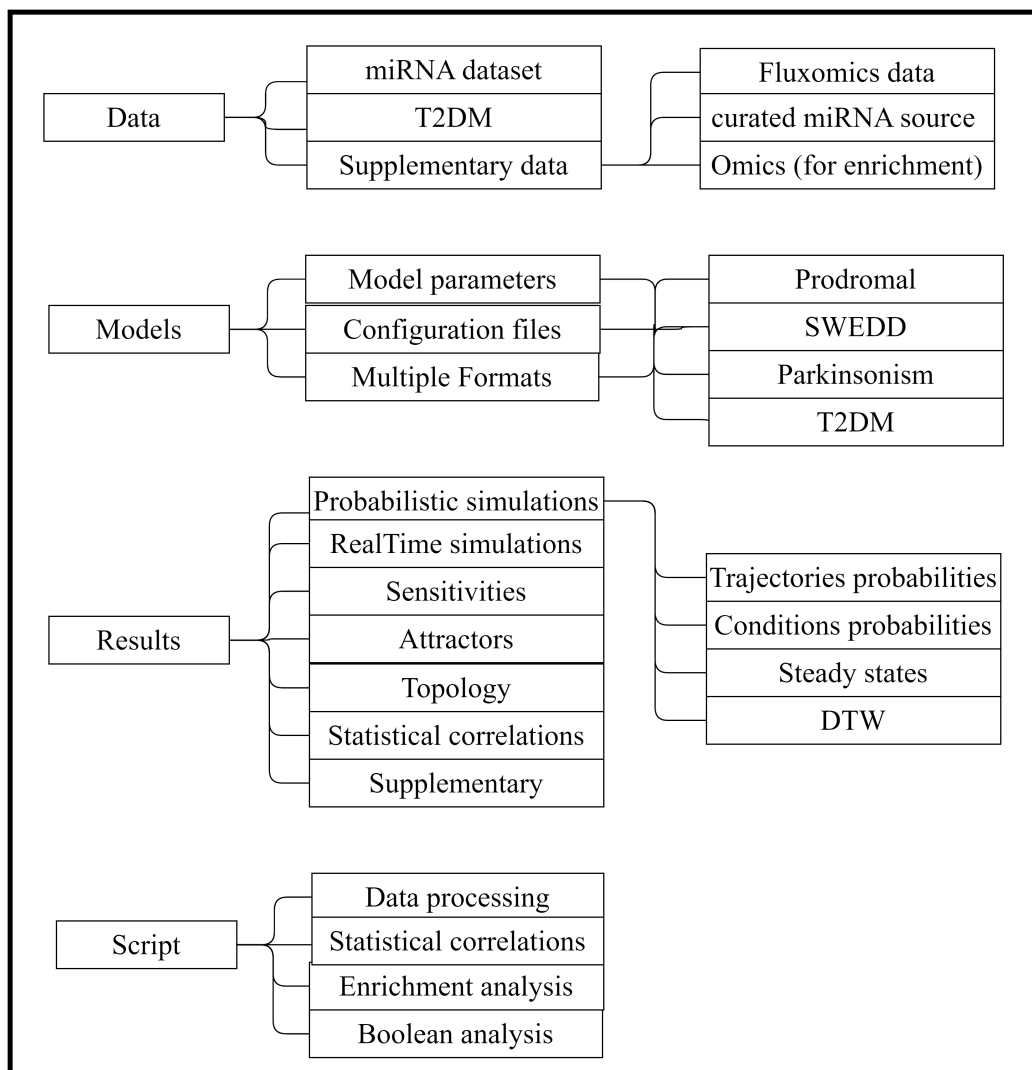 Data
miRNA dataset
T2DM
Supplementary data
Fluxomics data
curated miRNA source
Omics (for enrichment)
Models
Model parameters
Configuration files
Multiple Formats
Prodromal
SWEDD
Parkinsonism
T2DM
Results
Probabilistic simulations
RealTime simulations
Sensitivities
Attractors
Topology
Statistical correlations
Supplementary
Trajectories probabilities
Conditions probabilities
Steady states
DTW
Script
Data processing
Statistical correlations
Enrichment analysis
Boolean analysis